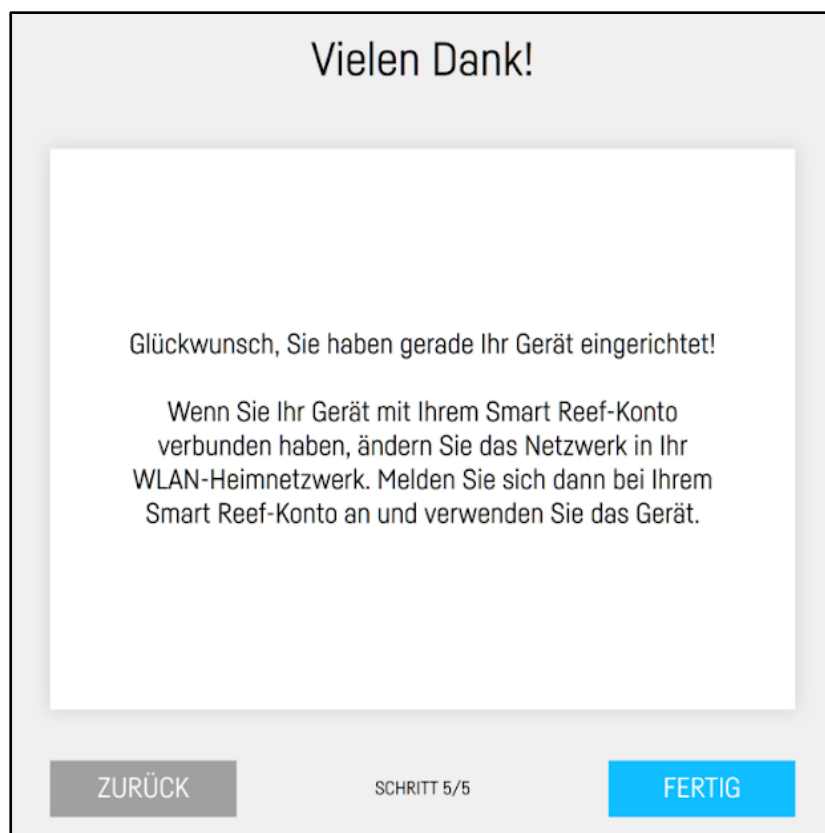 Vielen Dank!
Glückwunsch, Sie haben gerade Ihr Gerät eingerichtet!
Wenn Sie Ihr Gerät mit Ihrem Smart Reef-Konto
verbunden haben, ändern Sie das Netzwerk in Ihr
WLAN-Heimnetzwerk. Melden Sie sich dann bei Ihrem
Smart Reef-Konto an und verwenden Sie das Gerät.
ZURÜCK
SCHRITT 5/5
FERTIG